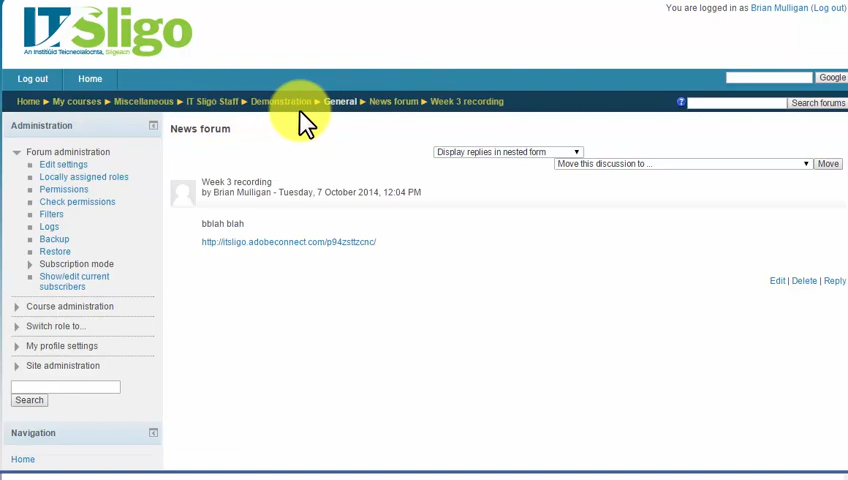 You are logged in as Brian Mulligan (Log out)
ITSligo
An Institiúid Teicneolaíochta, Sligeach
Log out Home Google
Home ► My courses ► Miscellaneous ► IT Sligo Staff ► Demonstration ► General ► News forum ► Week 3 recording ? Search forums
Administration
News forum
Forum administration
Display replies in nested form
Edit settings
Move this discussion to ... Move
Locally assigned roles
Permissions
Check permissions
Filters
Logs
Backup
Restore
Subscription mode
Show/edit current
subscribers
Week 3 recording
by Brian Mulligan - Tuesday, 7 October 2014, 12:04 PM
bblah blah
http://itsligo.adobeconnect.com/p94zsttzcnc/
Edit | Delete | Reply
Course administration
Switch role to...
My profile settings
Site administration
Search
Navigation
Home